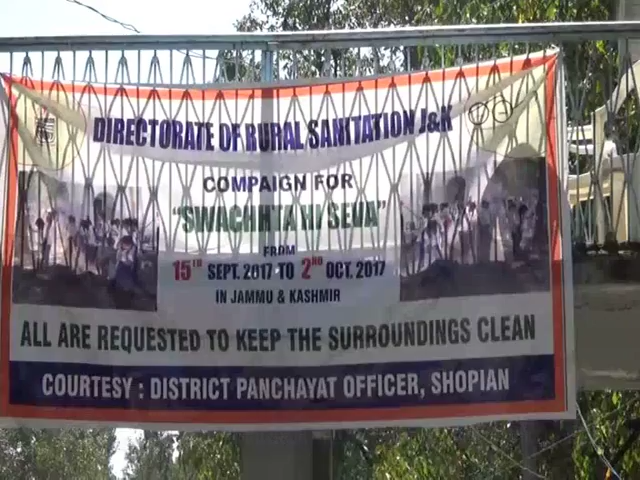 DIRECTORATE OF RURAL SANITATION J&K
COMPAIGN FOR
"SWACHHTA HI SEVA"
FROM
15TH SEPT. 2017 TO 2ND OCT. 2017
IN JAMMU & KASHMIR
ALL ARE REQUESTED TO KEEP THE SURROUNDINGS CLEAN
COURTESY : DISTRICT PANCHAYAT OFFICER, SHOPIAN